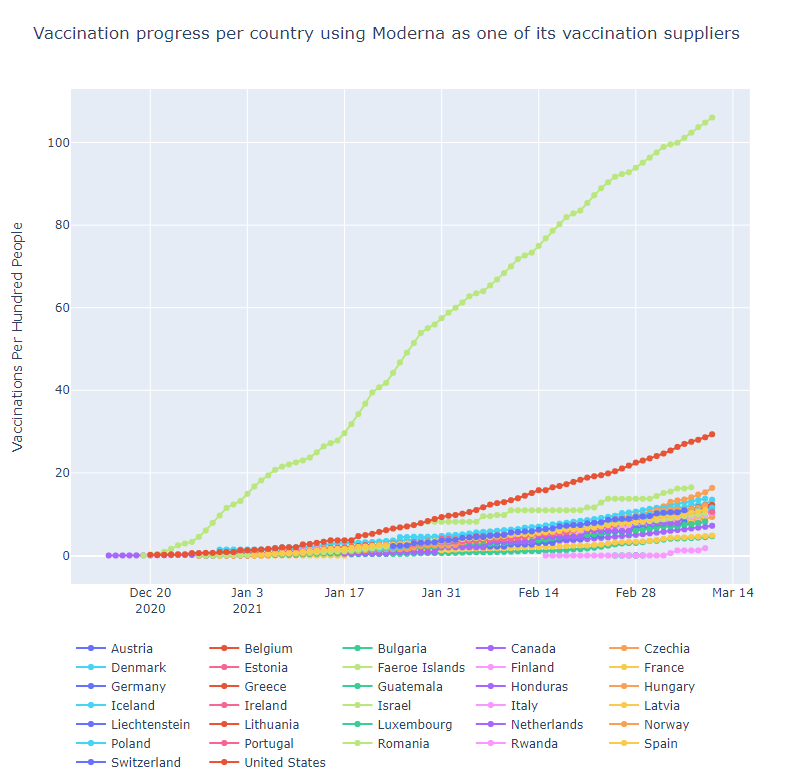 Vaccination progress per country using Moderna as one of its vaccination suppliers
Vaccinations Per Hundred People
100
80
60
40
20
0
Dec 20 Jan 3 Jan 17 Jan 31 Feb 14 Feb 28 Mar 14
2020 2021
Austria Belgium Bulgaria Canada Czechia
Denmark Estonia Faeroe Islands Finland France
Germany Greece Guatemala Honduras Hungary
Iceland Ireland Israel Italy Latvia
Liechtenstein Lithuania Luxembourg Netherlands Norway
Poland Portugal Romania Rwanda Spain
Switzerland United States